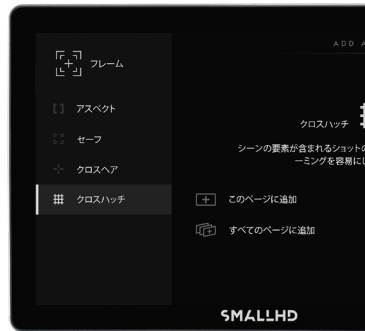 ADD A
フレーム
アスペクト
セーフ
クロスヘア
クロスハッチ
クロスハッチ
シーンの要素が含まれるショットの
ーミングを容易にし
このページに追加
すべてのページに追加
SMALLHD